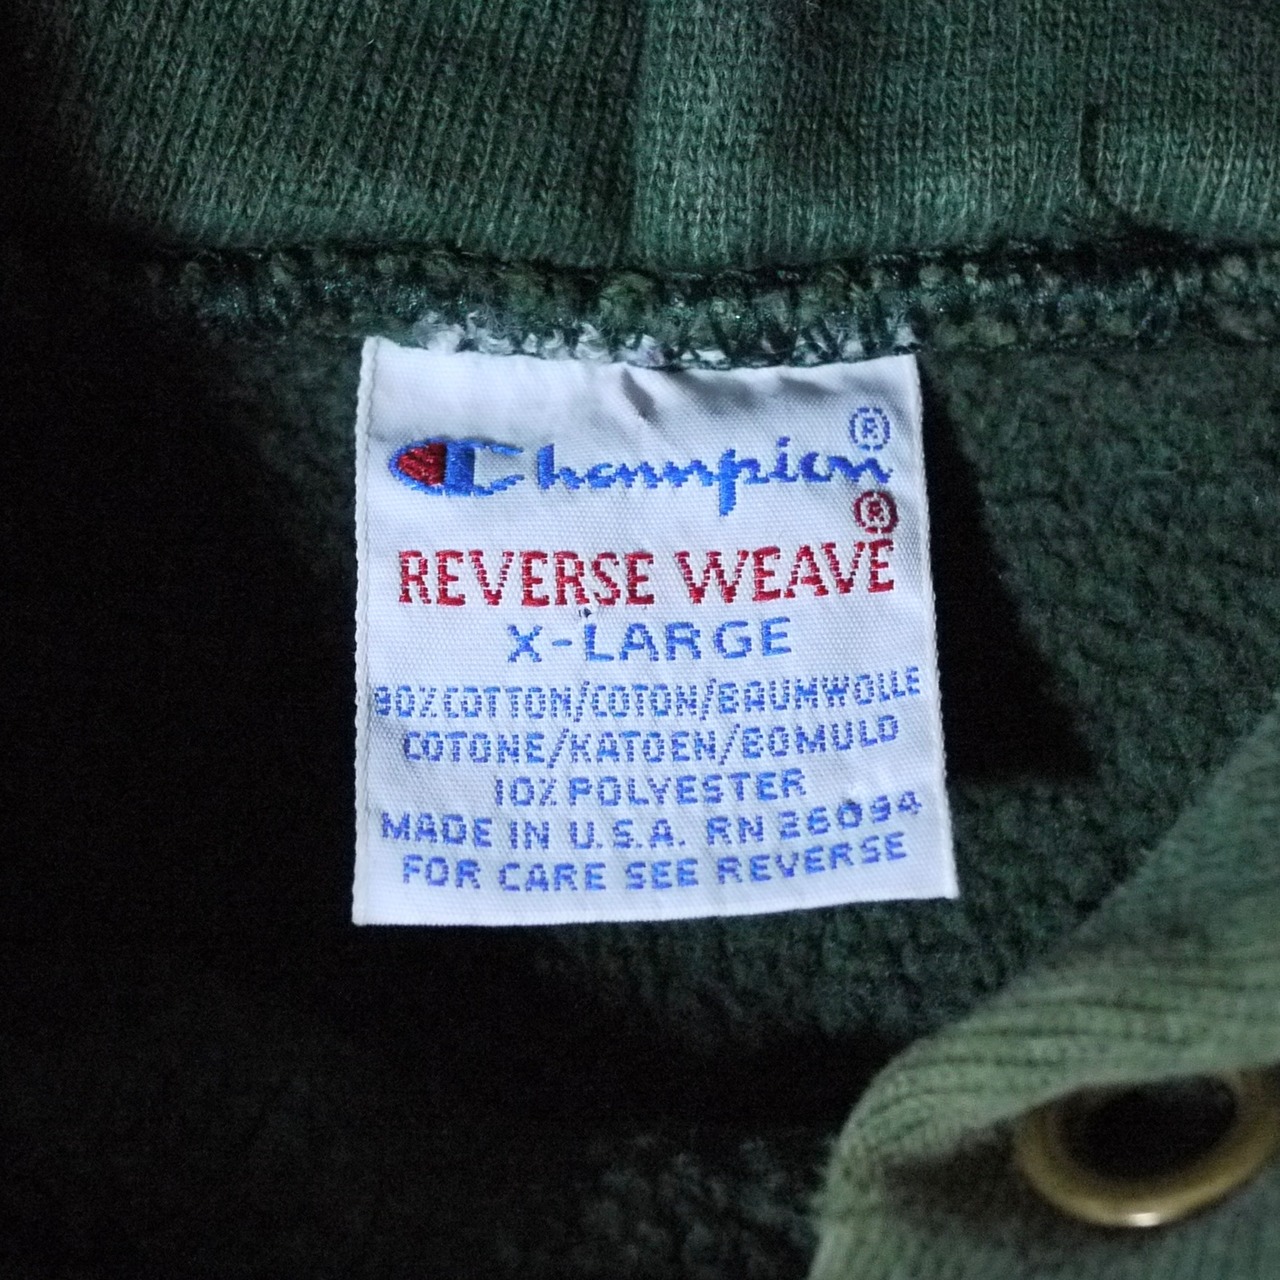 Champion®
REVERSE WEAVE®
X-LARGE
90% COTTON/COTON/BAUMWOLLE
COTONE/KATOEN/BOMULD
10% POLYESTER
MADE IN U.S.A. RN 26094
FOR CARE SEE REVERSE